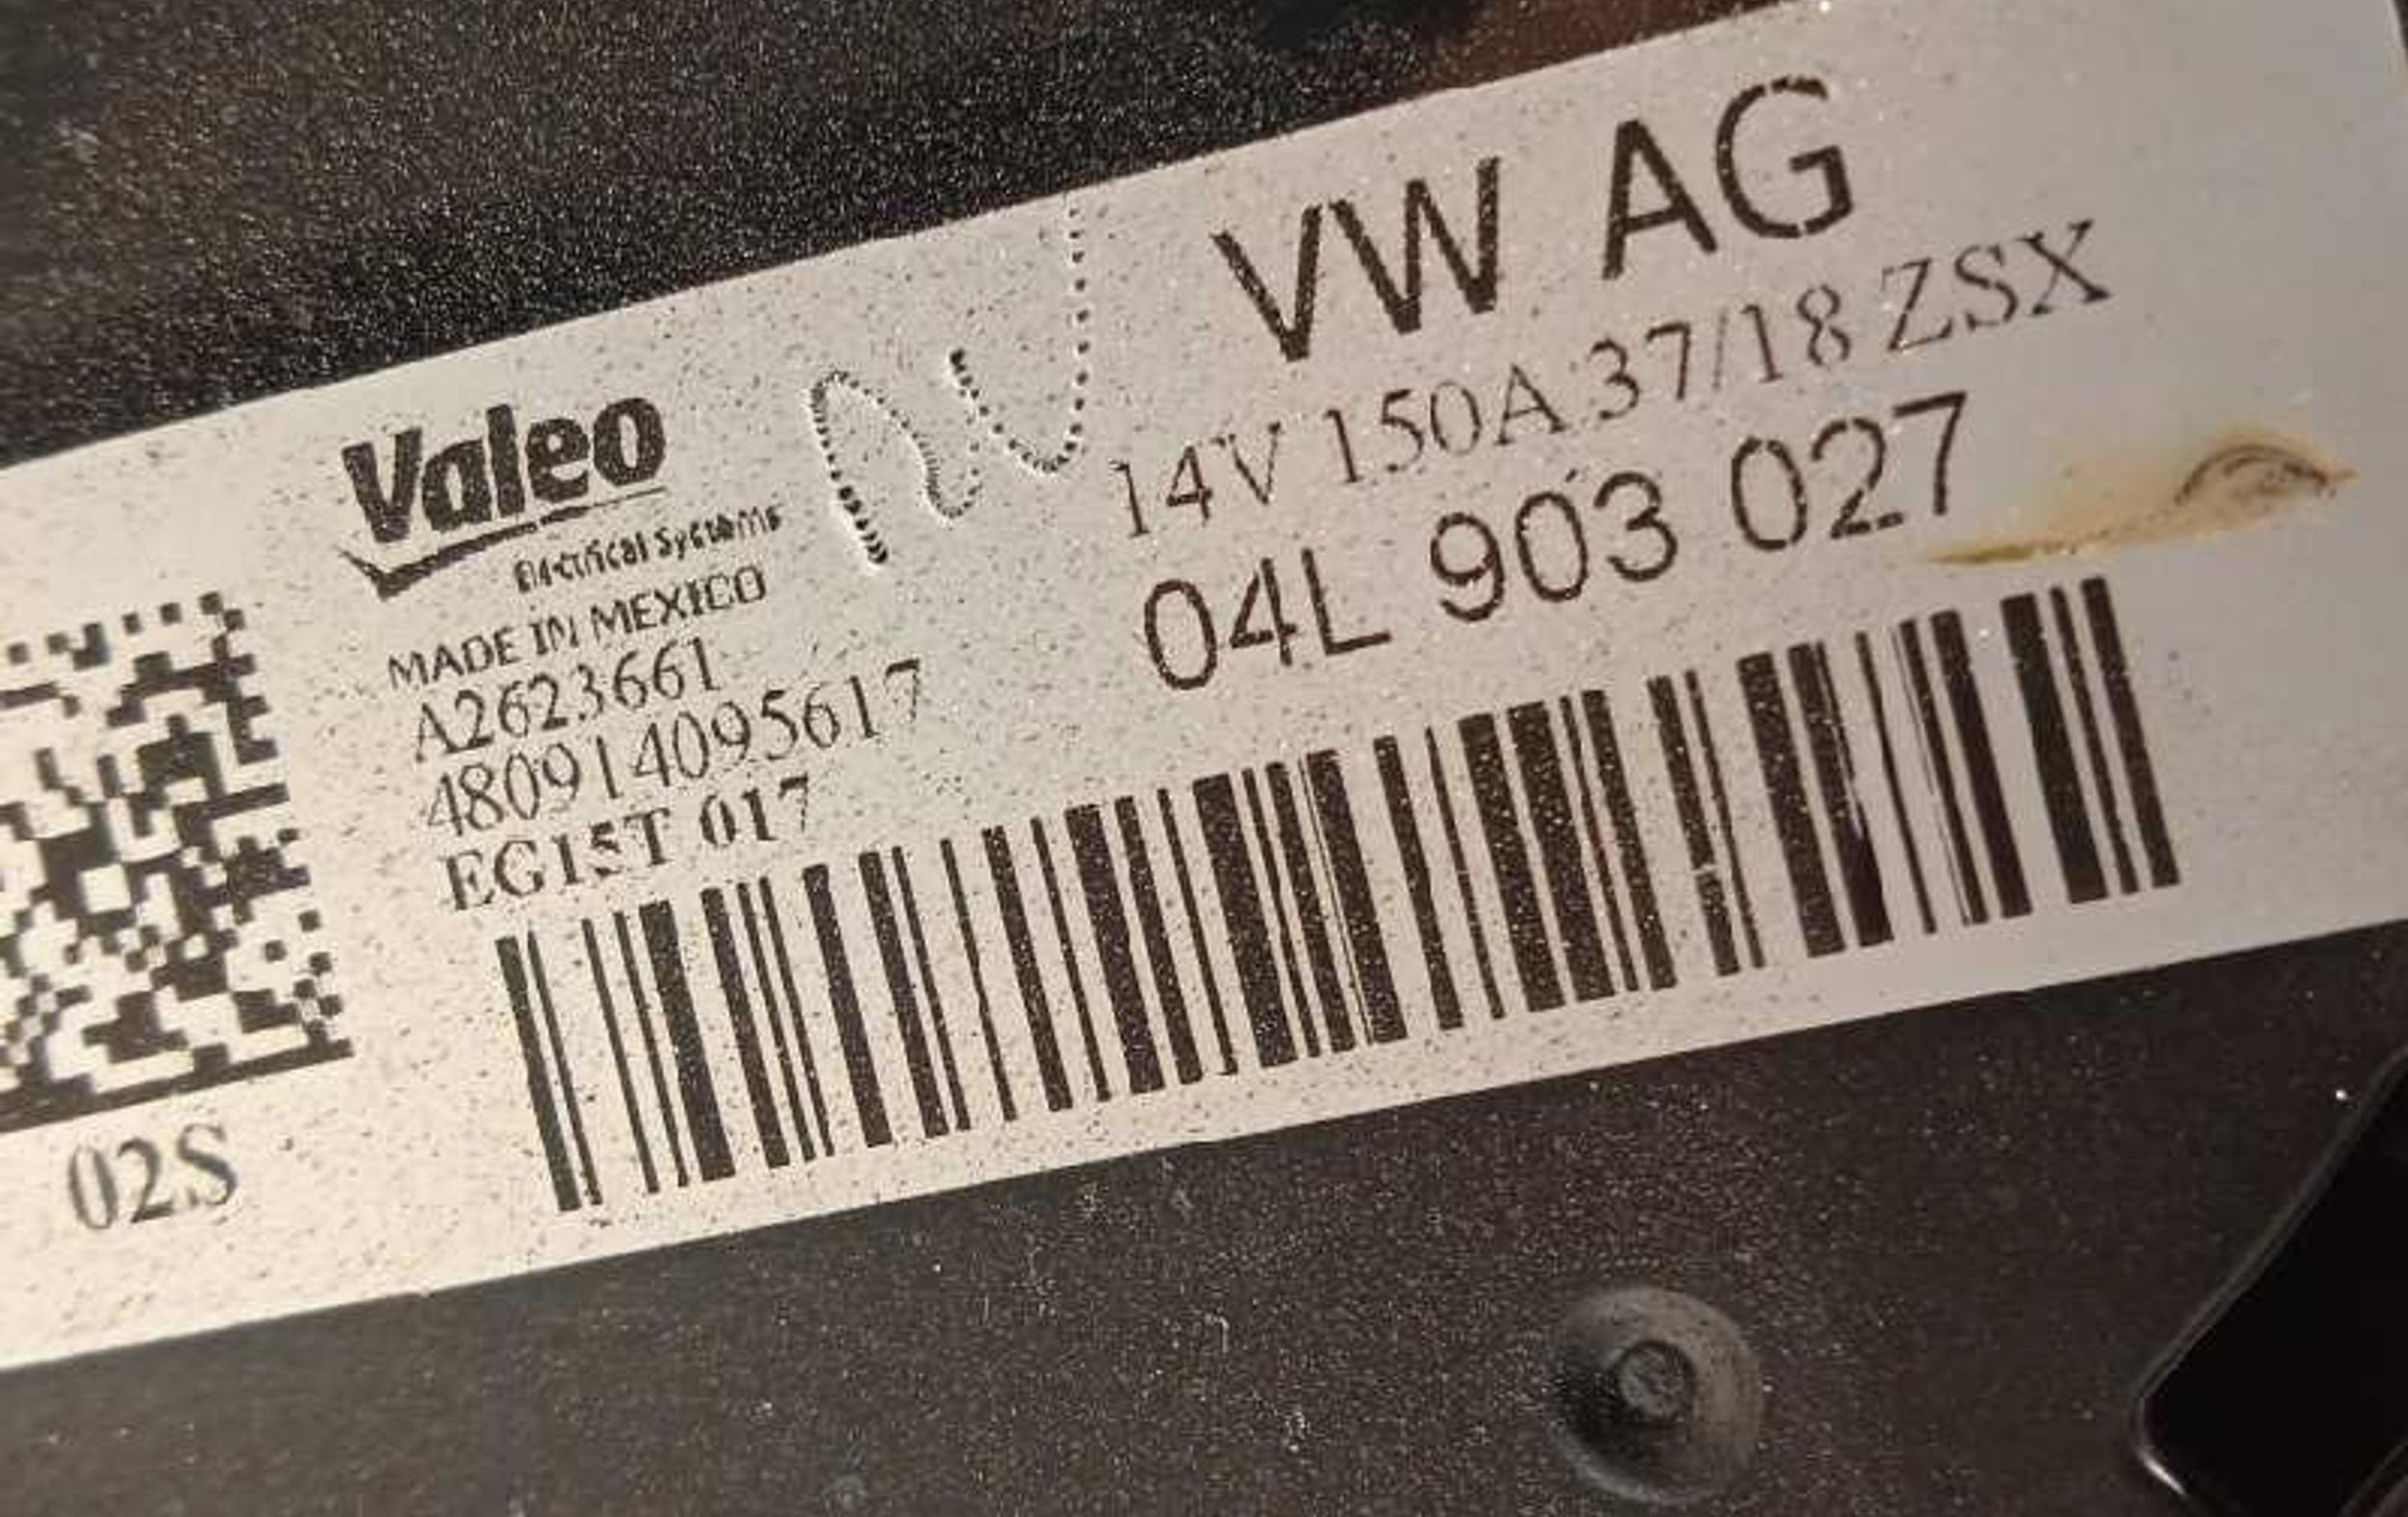 VW AG
14V 150A 37/18 ZSX
04L 903 027
Valeo
Electrical Systems
MADE IN MEXICO
A2623661
480914095617
EG15T 017
02S